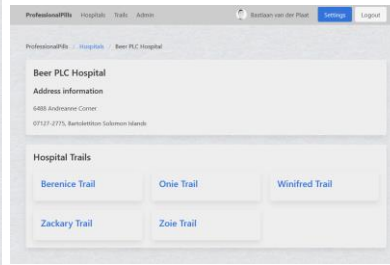 ProfessionalPills Hospitals Trails Admin Bastiaan van der Plaat Settings Logout
ProfessionalPills / Hospitals / Beer PLC Hospital
Beer PLC Hospital
Address information
6488 Andreanne Corner
07127-2775, Bartolettiton Solomon Islands
Hospital Trails
Berenice Trail Onie Trail Winifred Trail
Zackary Trail Zoie Trail